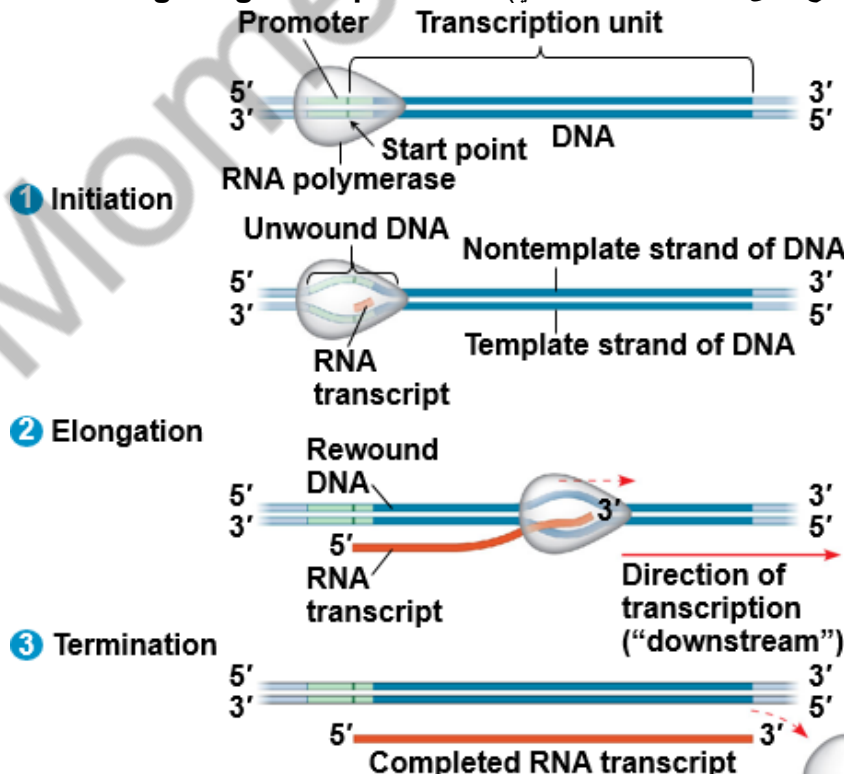 Promoter Transcription unit
5′ 3′
3′ 5′
Start point DNA
RNA polymerase
1 Initiation
Unwound DNA
Nontemplate strand of DNA
5′ 3′
3′ 5′
Template strand of DNA
RNA
transcript
2 Elongation
Rewound
DNA
5′ 3′ 3′
3′ 5′
5′
RNA
transcript
Direction of
transcription
(“downstream”)
3 Termination
5′ 3′
3′ 5′
5′ 3′
Completed RNA transcript
Mome